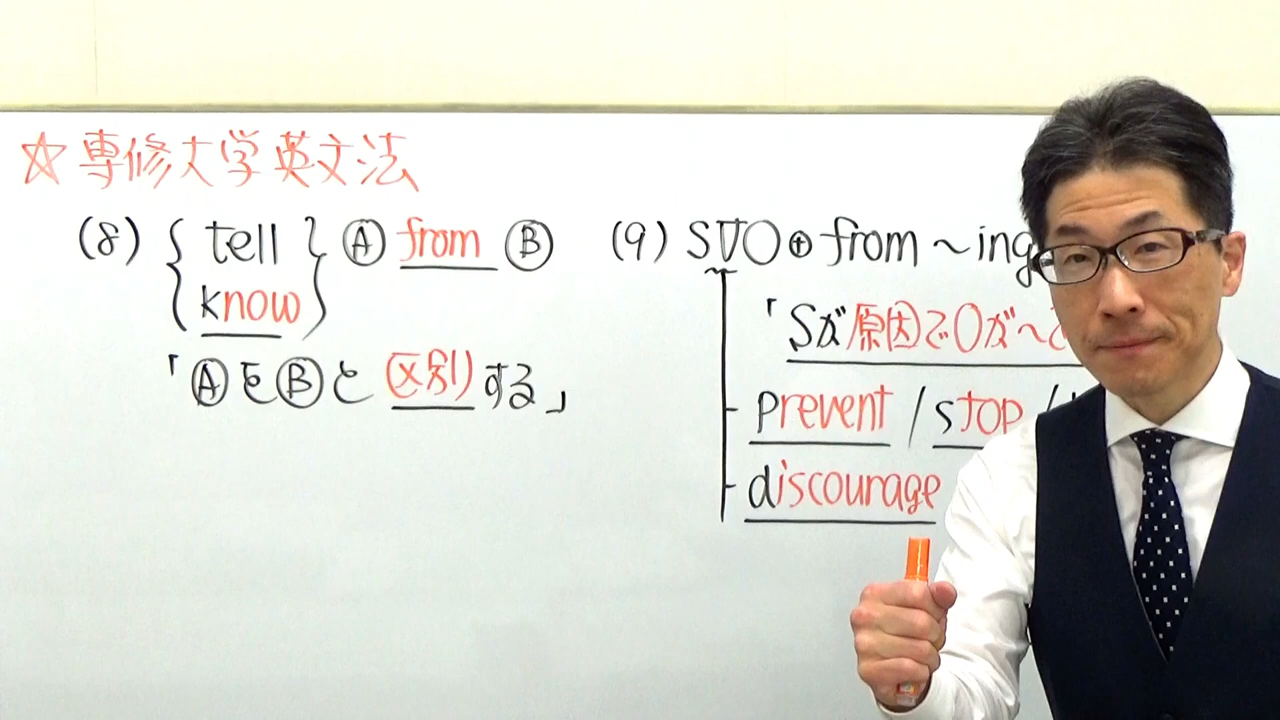 ☆専修大学英文法
(8) { tell
know } Ⓐ from Ⓑ
「ⒶをⒷと区別する」
(9) SVO ⊕ from ～ing
「Sが原因でOが～
prevent / stop /
discourage